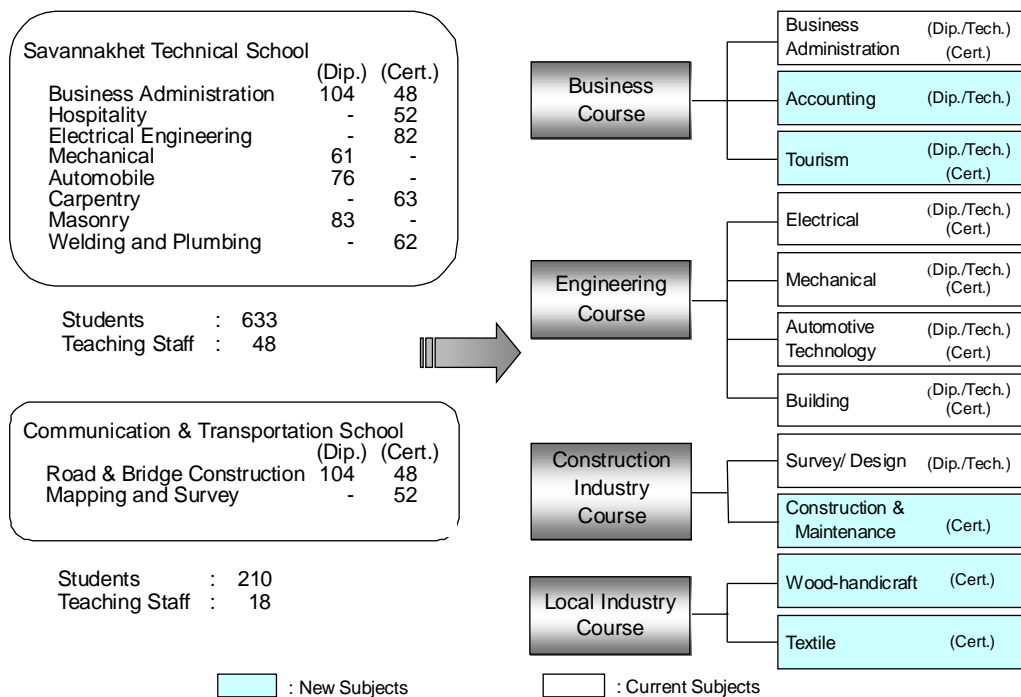 Savannakhet Technical School
(Dip.) (Cert.)
Business Administration 104 48
Hospitality - 52
Electrical Engineering - 82
Mechanical 61 -
Automobile 76 -
Carpentry - 63
Masonry 83 -
Welding and Plumbing - 62
Students : 633
Teaching Staff : 48
Communication & Transportation School
(Dip.) (Cert.)
Road & Bridge Construction 104 48
Mapping and Survey - 52
Students : 210
Teaching Staff : 18
Business
Course
Business (Dip./Tech.)
Administration (Cert.)
Accounting (Dip./Tech.)
Tourism (Dip./Tech.)
(Cert.)
Engineering
Course
Electrical (Dip./Tech.)
(Cert.)
Mechanical (Dip./Tech.)
(Cert.)
Automotive (Dip./Tech.)
Technology (Cert.)
Building (Dip./Tech.)
(Cert.)
Construction
Industry
Course
Survey/ Design (Dip./Tech.)
Construction &
Maintenance (Cert.)
Local Industry
Course
Wood-handicraft (Cert.)
Textile (Cert.)
: New Subjects
: Current Subjects